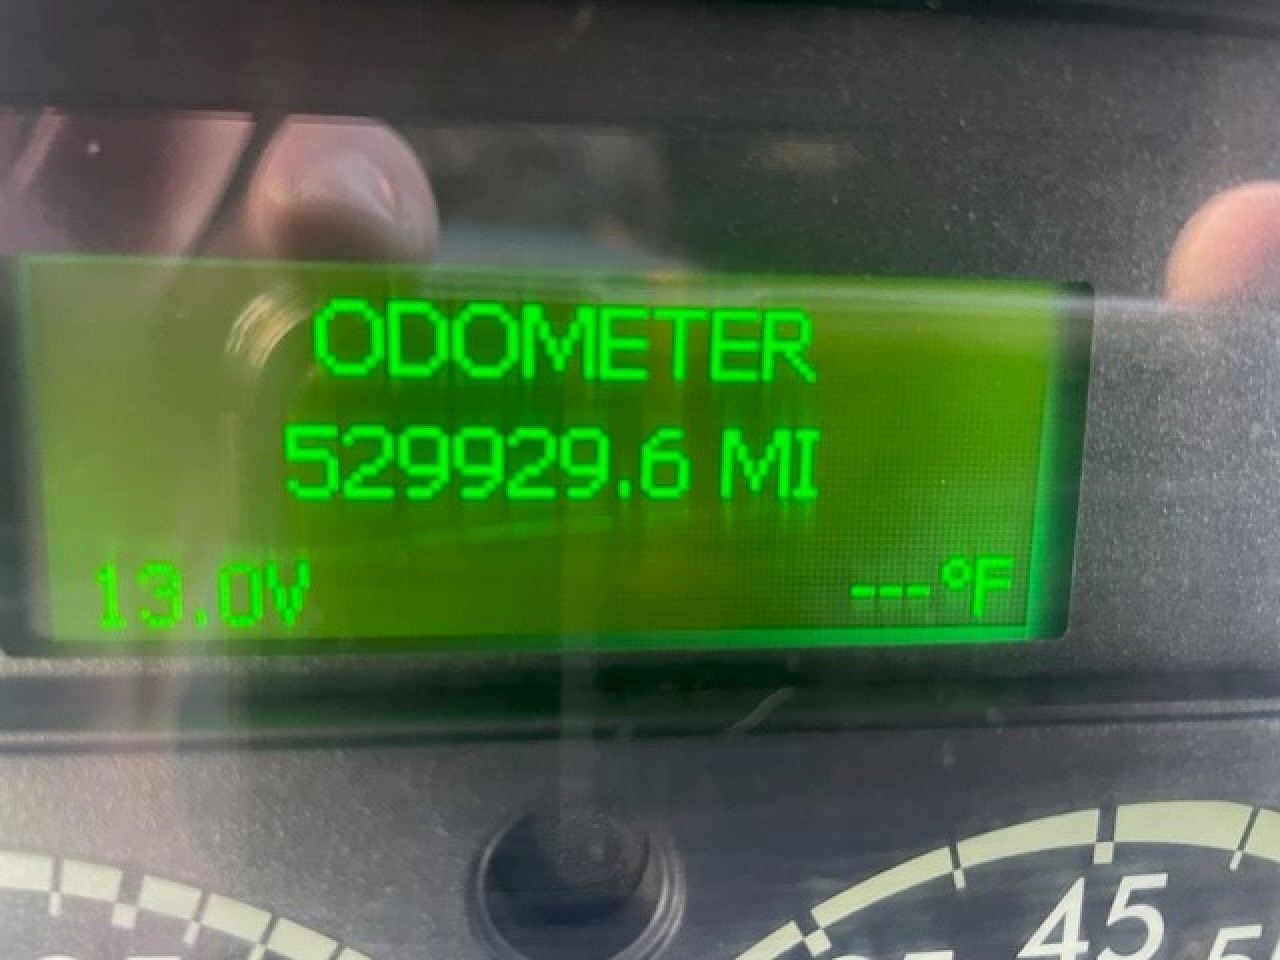 ODOMETER
529929.6 MI
13.0V ---°F
45